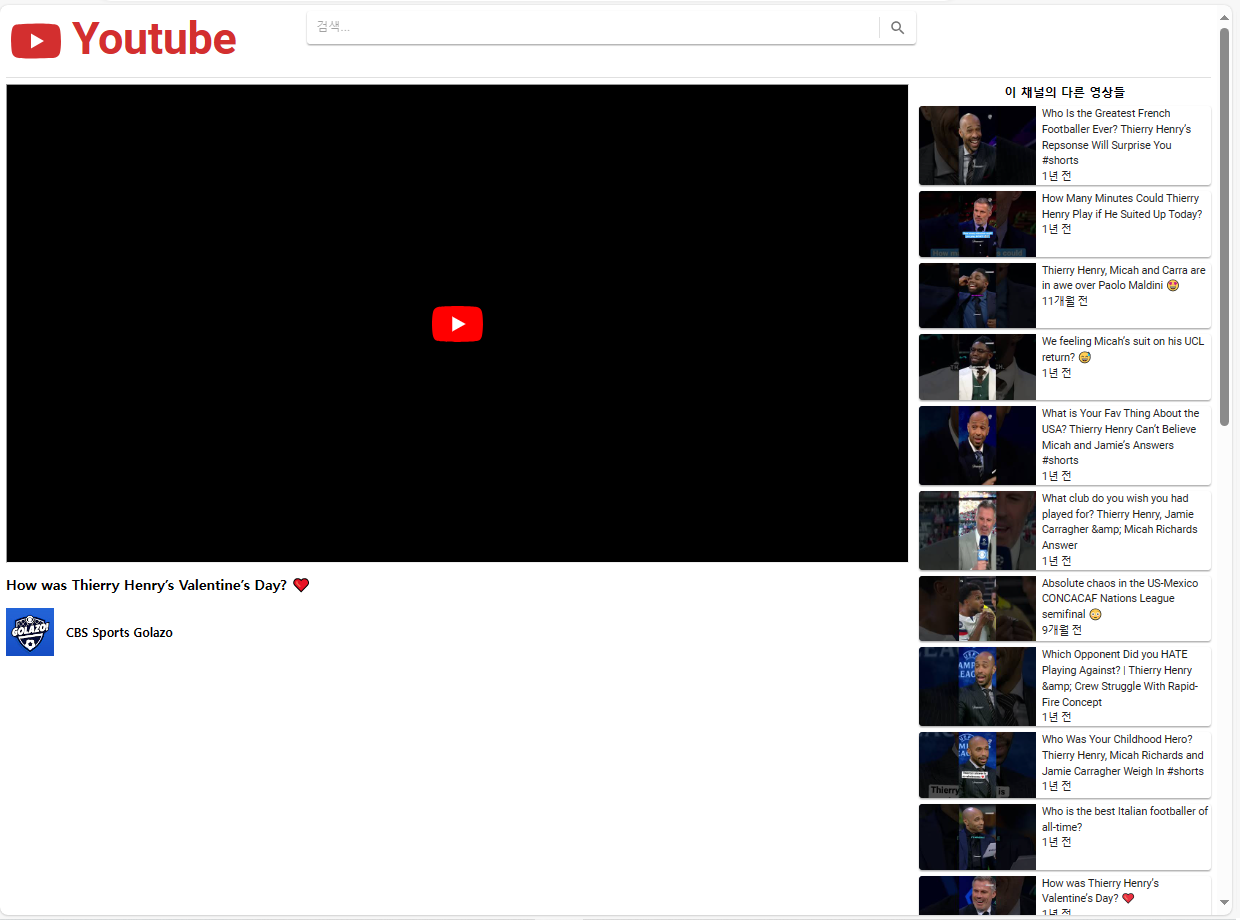 Youtube
검색...
이 채널의 다른 영상들
Who Is the Greatest French
Footballer Ever? Thierry Henry's
Repsonse Will Surprise You
#shorts
1년 전
How Many Minutes Could Thierry
Henry Play if He Suited Up Today?
1년 전
Thierry Henry, Micah and Carra are
in awe over Paolo Maldini 🤩
11개월 전
We feeling Micah's suit on his UCL
return? 😅
1년 전
What is Your Fav Thing About the
USA? Thierry Henry Can't Believe
Micah and Jamie's Answers
#shorts
1년 전
What club do you wish you had
played for? Thierry Henry, Jamie
Carragher &amp; Micah Richards
Answer
1년 전
Absolute chaos in the US-Mexico
CONCACAF Nations League
semifinal 😳
9개월 전
Which Opponent Did you HATE
Playing Against? | Thierry Henry
&amp; Crew Struggle With Rapid-
Fire Concept
1년 전
Who Was Your Childhood Hero?
Thierry Henry, Micah Richards and
Jamie Carragher Weigh In #shorts
1년 전
Who is the best Italian footballer of
all-time?
1년 전
How was Thierry Henry's
Valentine's Day? ❤️
1년 전
How was Thierry Henry's Valentine's Day? ❤️
GOLAZO!
CBS Sports Golazo